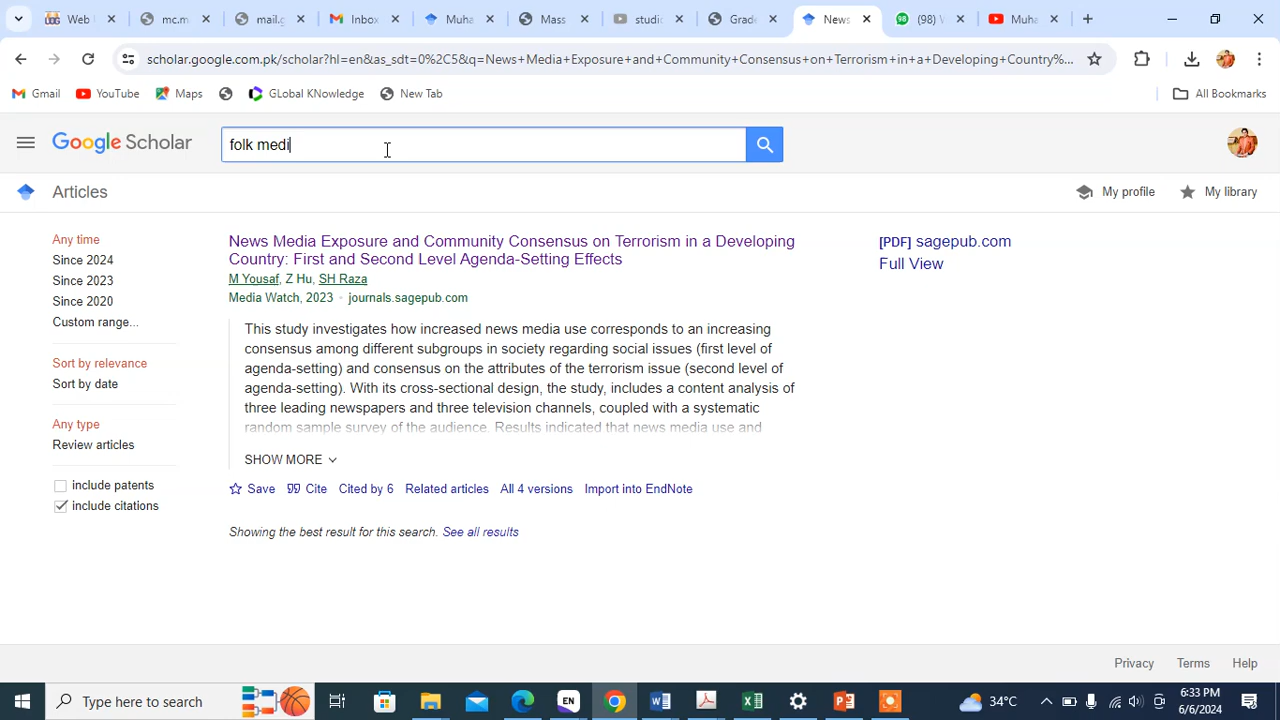 Web
mc.m
mail.g
Inbox
Muha
Mass
studi
Grade
News
(98) V
Muha
scholar.google.com.pk/scholar?hl=en&as_sdt=0%2C5&q=News+Media+Exposure+and+Community+Consensus+on+Terrorism+in+a+Developing+Country%...
Gmail
YouTube
Maps
GLobal KNowledge
New Tab
All Bookmarks
Google Scholar
folk medi
Articles
My profile
My library
Any time
Since 2024
Since 2023
Since 2020
Custom range...
Sort by relevance
Sort by date
Any type
Review articles
include patents
include citations
News Media Exposure and Community Consensus on Terrorism in a Developing
Country: First and Second Level Agenda-Setting Effects
M Yousaf, Z Hu, SH Raza
Media Watch, 2023 • journals.sagepub.com
This study investigates how increased news media use corresponds to an increasing
consensus among different subgroups in society regarding social issues (first level of
agenda-setting) and consensus on the attributes of the terrorism issue (second level of
agenda-setting). With its cross-sectional design, the study, includes a content analysis of
three leading newspapers and three television channels, coupled with a systematic
random sample survey of the audience. Results indicated that news media use and
SHOW MORE
Save
Cite
Cited by 6
Related articles
All 4 versions
Import into EndNote
Showing the best result for this search. See all results
[PDF] sagepub.com
Full View
Privacy
Terms
Help
Type here to search
EN
34°C
6:33 PM
6/6/2024